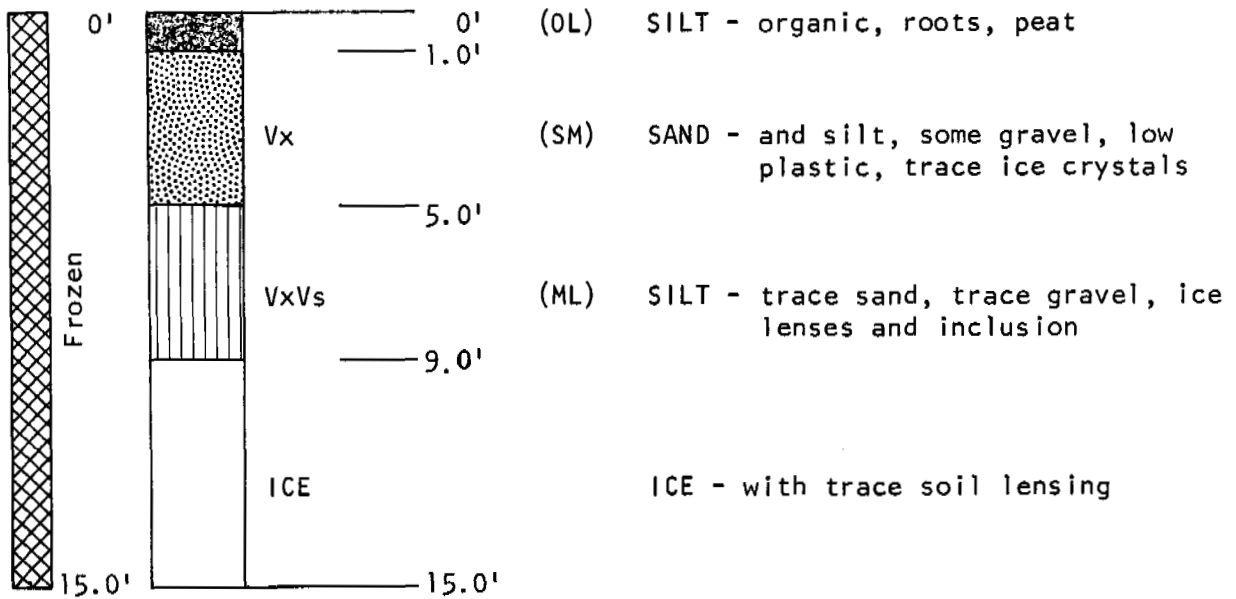 0' 0' (OL) SILT - organic, roots, peat
1.0'
Vx (SM) SAND - and silt, some gravel, low
plastic, trace ice crystals
5.0'
Frozen
VxVs (ML) SILT - trace sand, trace gravel, ice
lenses and inclusion
9.0'
ICE ICE - with trace soil lensing
15.0' 15.0'